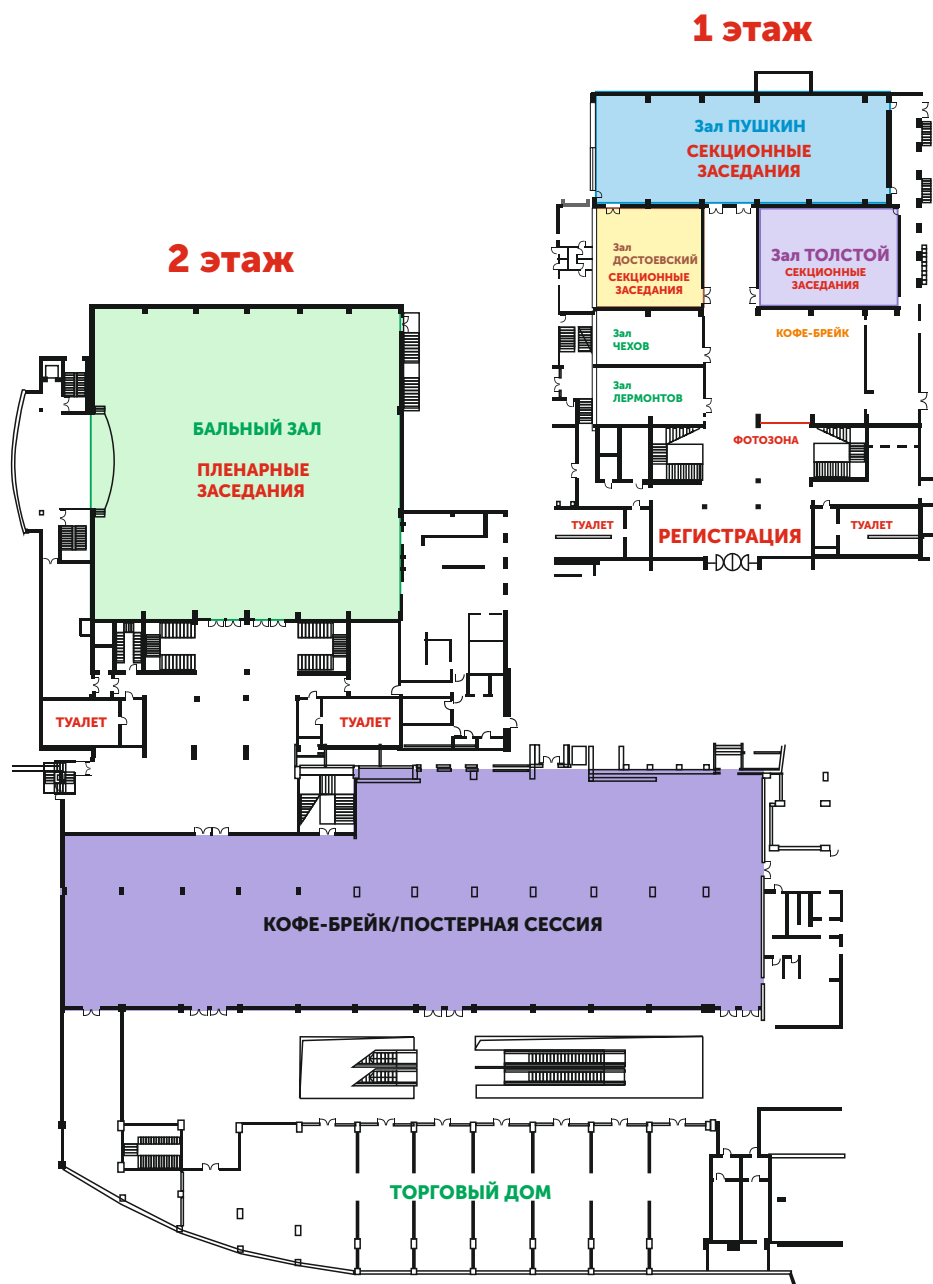 1 этаж
Зал ПУШКИН
СЕКЦИОННЫЕ
ЗАСЕДАНИЯ
Зал
ДОСТОЕВСКИЙ
СЕКЦИОННЫЕ
ЗАСЕДАНИЯ
Зал ТОЛСТОЙ
СЕКЦИОННЫЕ
ЗАСЕДАНИЯ
Зал
ЧЕХОВ
КОФЕ-БРЕЙК
Зал
ЛЕРМОНТОВ
ФОТОЗОНА
ТУАЛЕТ
РЕГИСТРАЦИЯ
ТУАЛЕТ
2 этаж
БАЛЬНЫЙ ЗАЛ
ПЛЕНАРНЫЕ
ЗАСЕДАНИЯ
ТУАЛЕТ
ТУАЛЕТ
КОФЕ-БРЕЙК/ПОСТЕРНАЯ СЕССИЯ
ТОРГОВЫЙ ДОМ